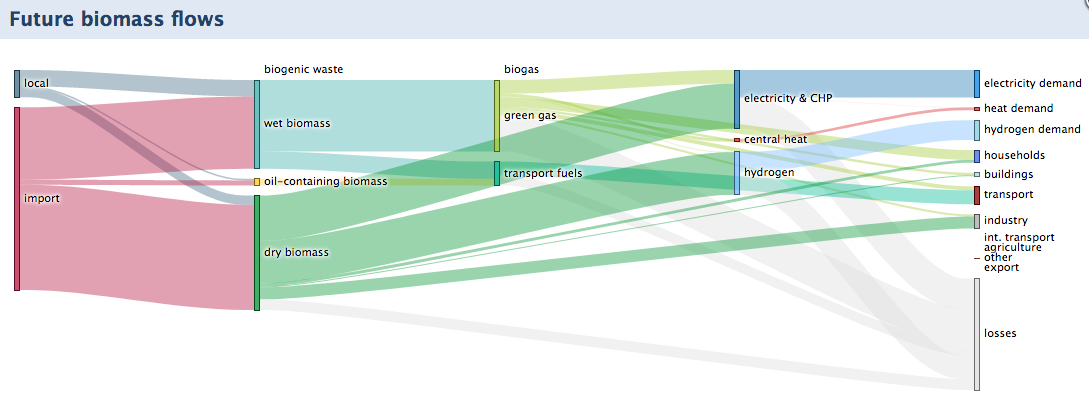 Future biomass flows
local
import
biogenic waste
wet biomass
oil-containing biomass
dry biomass
biogas
green gas
transport fuels
electricity & CHP
central heat
hydrogen
electricity demand
heat demand
hydrogen demand
households
buildings
transport
industry
int. transport
agriculture
other
export
losses